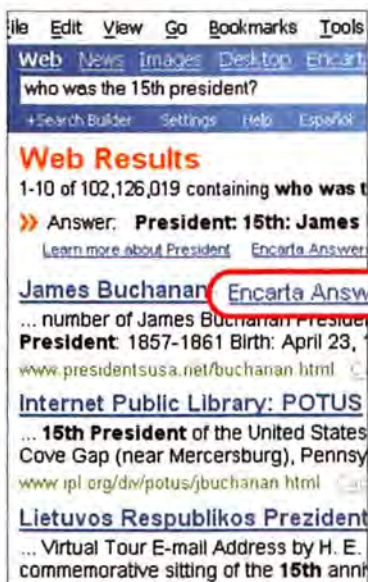 ile Edit View Go Bookmarks Tools
Web News Images Desktop Encart
who was the 15th president?
+Search Builder Settings Help Español
Web Results
1-10 of 102,126,019 containing who was t
Answer: President: 15th: James
Learn more about President Encarta Answer
James Buchanan Encarta Answ
... number of James Buchanan Presiden
President: 1857-1861 Birth: April 23, 1
www.presidentsusa.net/buchanan.html
Internet Public Library: POTUS
... 15th President of the United States
Cove Gap (near Mercersburg), Pennsy
www.ipl.org/div/potus/jbuchanan.html
Lietuvos Respublikos Prezident
... Virtual Tour E-mail Address by H. E.
commemorative sitting of the 15th anni